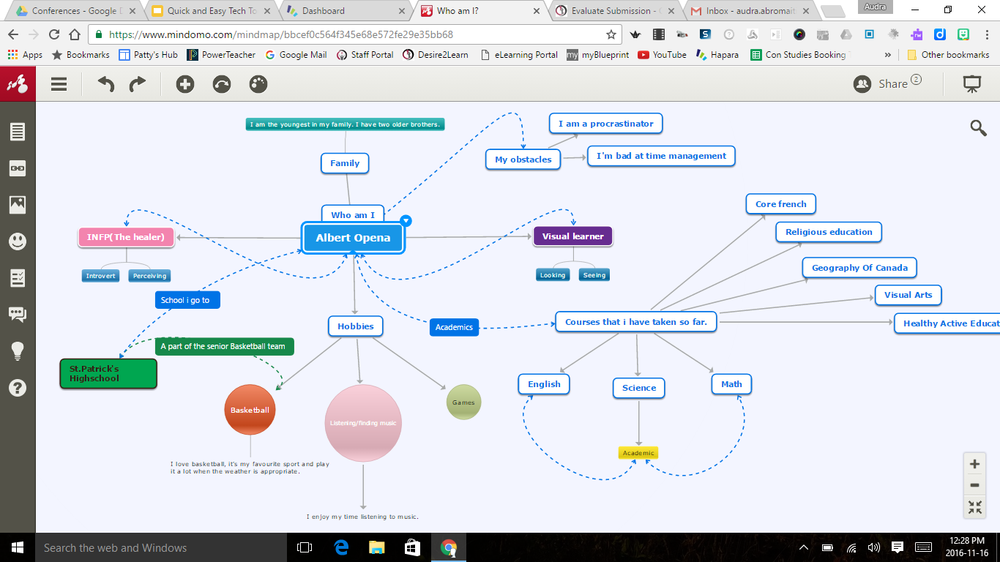 Conferences - Google D
Quick and Easy Tech To
Dashboard
Who am I?
Evaluate Submission -
Inbox - audra.abromait
Audra
https://www.mindomo.com/mindmap/bbcef0c564f345e68e572fe29e35bb68
Apps
Bookmarks
Patty's Hub
PowerTeacher
Google Mail
Staff Portal
Desire2Learn
eLearning Portal
my myBlueprint
YouTube
Hapara
Con Studies Booking
»
Other bookmarks
Share 2
I am the youngest in my family. I have two older brothers.
I am a procrastinator
Family
My obstacles
I'm bad at time management
Core french
Who am I
Religious education
INFP(The healer)
Albert Opena
Visual learner
Geography Of Canada
Introvert
Perceiving
Looking
Seeing
School i go to
Visual Arts
Hobbies
Academics
Courses that i have taken so far.
Healthy Active Educat
A part of the senior Basketball team
St.Patrick's
Highschool
English
Science
Math
Basketball
Listening/finding music
Games
Academic
I love basketball, it's my favourite sport and play
it a lot when the weather is appropriate.
I enjoy my time listening to music.
Search the web and Windows
12:28 PM
2016-11-16